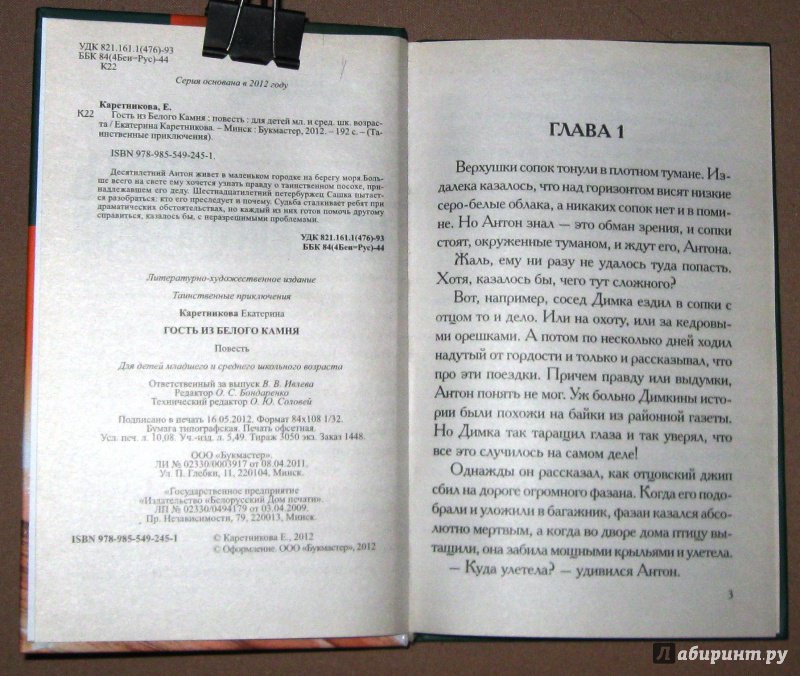 УДК 821.161.1(476)-93
ББК 84(4Беи=Рус)-44
К22
Серия основана в 2012 году
Каретникова, Е.
К22 Гость из Белого Камня : повесть : для детей мл. и сред. шк. возрас-
та / Екатерина Каретникова. – Минск : Букмастер, 2012. – 192 с. – (Та-
инственные приключения).
ISBN 978-985-549-245-1.
Десятилетний Антон живет в маленьком городке на берегу моря. Боль-
ше всего на свете ему хочется узнать правду о таинственном посохе, при-
надлежавшем его деду. Шестнадцатилетний петербуржец Сашка пытает-
ся разобраться: кто его преследует и почему. Судьба сталкивает ребят при
драматических обстоятельствах, но каждый из них готов помочь другому
справиться, казалось бы, с неразрешимыми проблемами.
УДК 821.161.1(476)-93
ББК 84(4Беи=Рус)-44
Литературно-художественное издание
Таинственные приключения
Каретникова Екатерина
ГОСТЬ ИЗ БЕЛОГО КАМНЯ
Повесть
Для детей младшего и среднего школьного возраста
Ответственный за выпуск В. В. Ивлева
Редактор О. С. Бондаренко
Технический редактор О. Ю. Соловей
Подписано в печать 16.05.2012. Формат 84х108 1/32.
Бумага типографская. Печать офсетная.
Усл. печ. л. 10,08. Уч.-изд. л. 5,49. Тираж 3050 экз. Заказ 1448.
ООО «Букмастер».
ЛИ № 02330/0003917 от 08.04.2011.
Ул. П. Глебки, 11, 220104, Минск.
«Государственное предприятие
«Издательство «Белорусский Дом печати».
ЛП № 02330/0494179 от 03.04.2009.
Пр. Независимости, 79, 220013, Минск.
ISBN 978-985-549-245-1
© Каретникова Е., 2012
© Оформление. ООО «Букмастер», 2012
ГЛАВА 1
Верхушки сопок тонули в плотном тумане. Из-
далека казалось, что над горизонтом висят низкие
серо-белые облака, а никаких сопок нет и в поми-
не. Но Антон знал — это обман зрения, и сопки
стоят, окруженные туманом, и ждут его, Антона.
Жаль, ему ни разу не удалось туда попасть.
Хотя, казалось бы, чего тут сложного?
Вот, например, сосед Димка ездил в сопки с
отцом то и дело. Или на охоту, или за кедровы-
ми орешками. А потом по несколько дней ходил
надутый от гордости и только и рассказывал, что
про эти поездки. Причем правду или выдумки,
Антон понять не мог. Уж больно Димкины исто-
рии были похожи на байки из районной газеты.
Но Димка так таращил глаза и так уверял, что
все это случилось на самом деле!
Однажды он рассказал, как отцовский джип
сбил на дороге огромного фазана. Когда его подо-
брали и уложили в багажник, фазан казался абсо-
лютно мертвым, а когда во дворе дома птицу вы-
тащили, она забила мощными крыльями и улетела.
— Куда улетела? — удивился Антон.
3
Лабиринт.ру